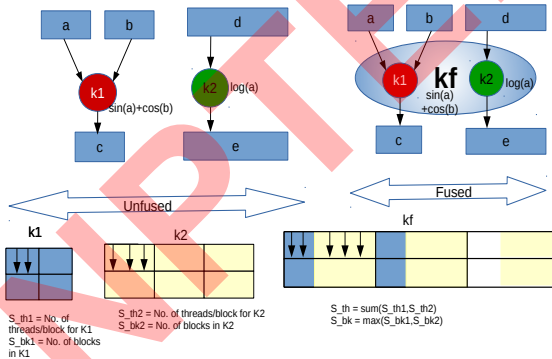 a
b
d
k1
sin(a)+cos(b)
k2
log(a)
c
e
a
b
d
kf
k1
sin(a)
+cos(b)
k2
log(a)
c
e
Unfused
Fused
k1
k2
kf
S_th1 = No. of
threads/block for K1
S_bk1 = No. of blocks
in K1
S_th2 = No. of threads/block for K2
S_bk2 = No. of blocks in K2
S_th = sum(S_th1,S_th2)
S_bk = max(S_bk1,S_bk2)